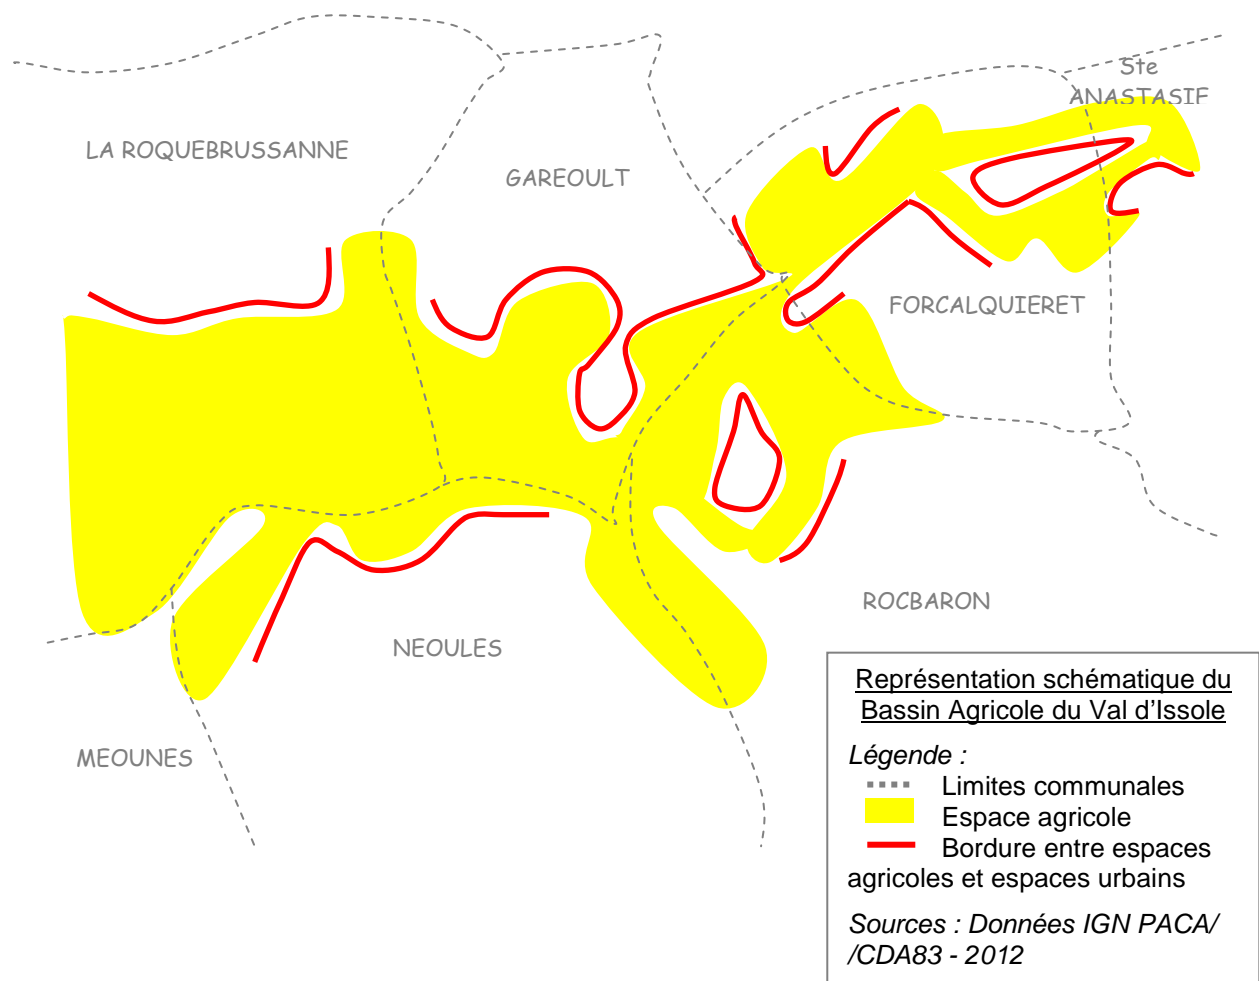 Ste
ANASTASIF
LA ROQUEBRUSSANNE
GAREOULT
FORCALQUIERET
ROCBARON
NEOULES
MEOUNES
Représentation schématique du
Bassin Agricole du Val d'Issole
Légende :
Limites communales
Espace agricole
Bordure entre espaces
agricoles et espaces urbains
Sources : Données IGN PACA/
/CDA83 - 2012